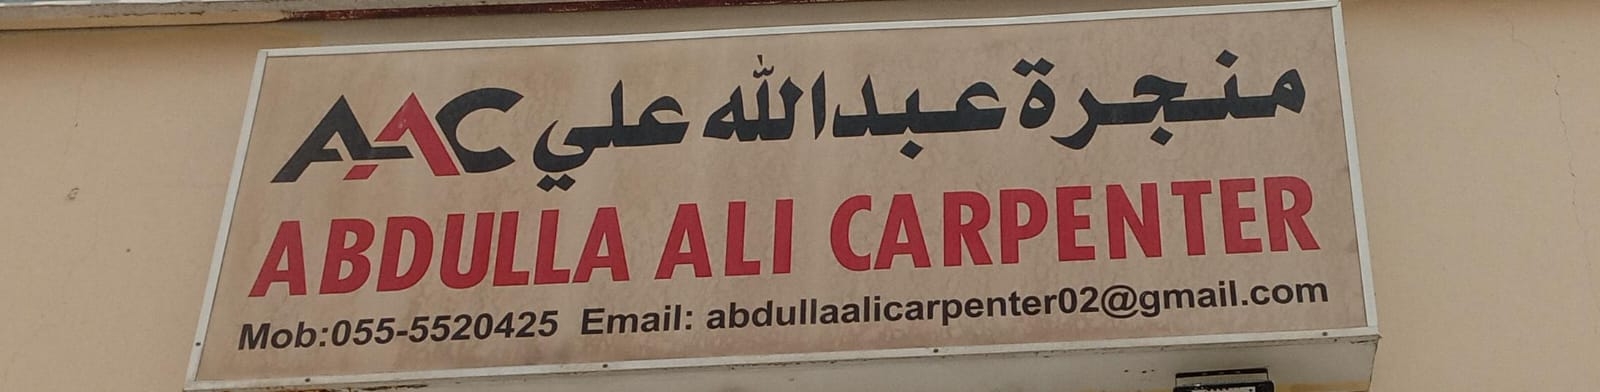 AAC منجرة عبدالله علي
ABDULLA ALI CARPENTER
Mob:055-5520425 Email: abdullaalicarpenter02@gmail.com